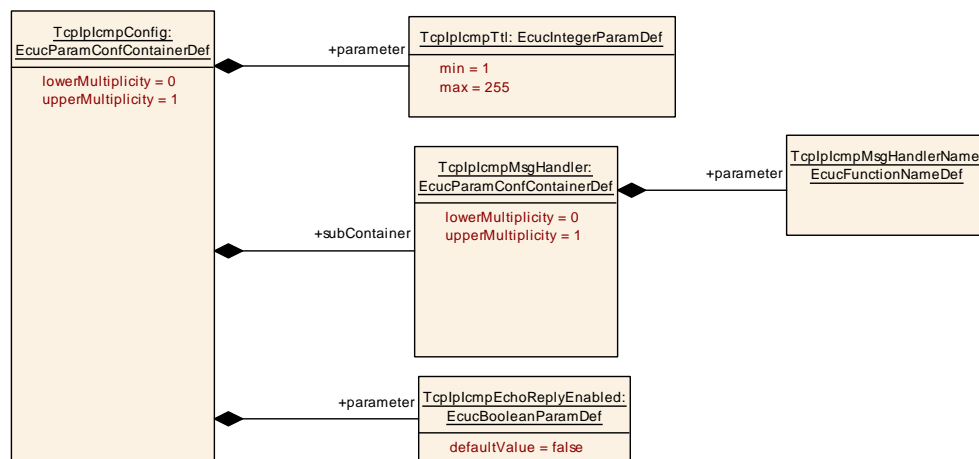 TcpIpIcmpConfig:
EcucParamConfContainerDef
lowerMultiplicity = 0
upperMultiplicity = 1
+parameter
TcpIpIcmpTtl: EcucIntegerParamDef
min = 1
max = 255
+subContainer
TcpIpIcmpMsgHandler:
EcucParamConfContainerDef
lowerMultiplicity = 0
upperMultiplicity = 1
+parameter
TcpIpIcmpMsgHandlerName
EcucFunctionNameDef
+parameter
TcpIpIcmpEchoReplyEnabled:
EcucBooleanParamDef
defaultValue = false